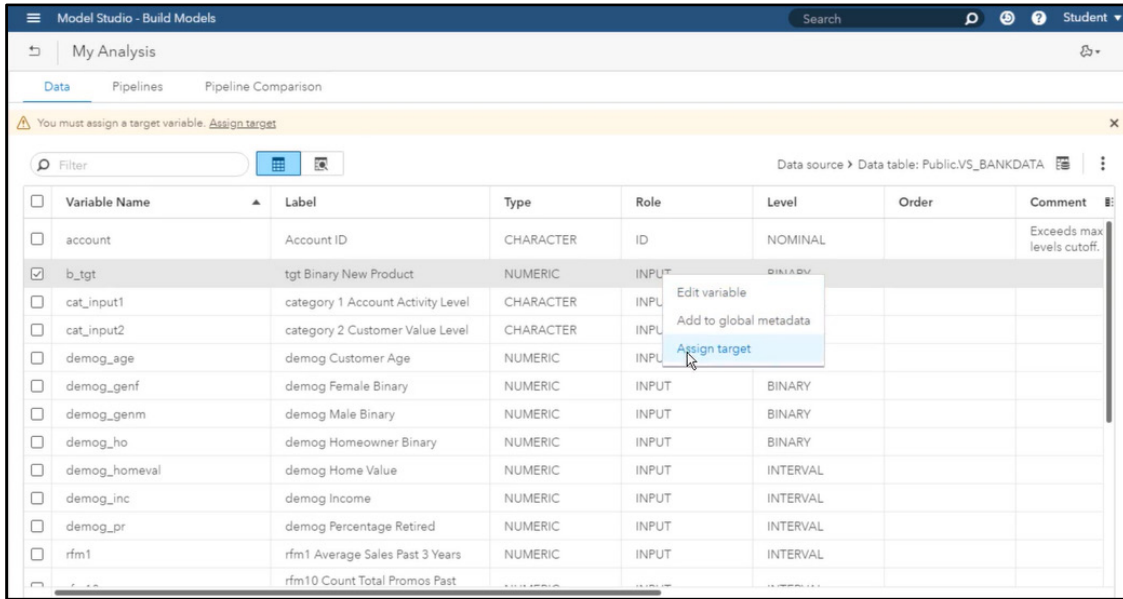 Model Studio - Build Models Search Student
My Analysis
Data Pipelines Pipeline Comparison
You must assign a target variable. Assign target
Filter Data source > Data table: Public.VS_BANKDATA
Variable Name Label Type Role Level Order Comment
account Account ID CHARACTER ID NOMINAL Exceeds max
levels cutoff.
b_tgt tgt Binary New Product NUMERIC INPUT BINARY
Edit variable
cat_input1 category 1 Account Activity Level CHARACTER INPU
Add to global metadata
cat_input2 category 2 Customer Value Level CHARACTER INPU
Assign target
demog_age demog Customer Age NUMERIC INPU
demog_genf demog Female Binary NUMERIC INPUT BINARY
demog_genm demog Male Binary NUMERIC INPUT BINARY
demog_ho demog Homeowner Binary NUMERIC INPUT BINARY
demog_homeval demog Home Value NUMERIC INPUT INTERVAL
demog_inc demog Income NUMERIC INPUT INTERVAL
demog_pr demog Percentage Retired NUMERIC INPUT INTERVAL
rfm1 rfm1 Average Sales Past 3 Years NUMERIC INPUT INTERVAL
rfm10 Count Total Promos Past